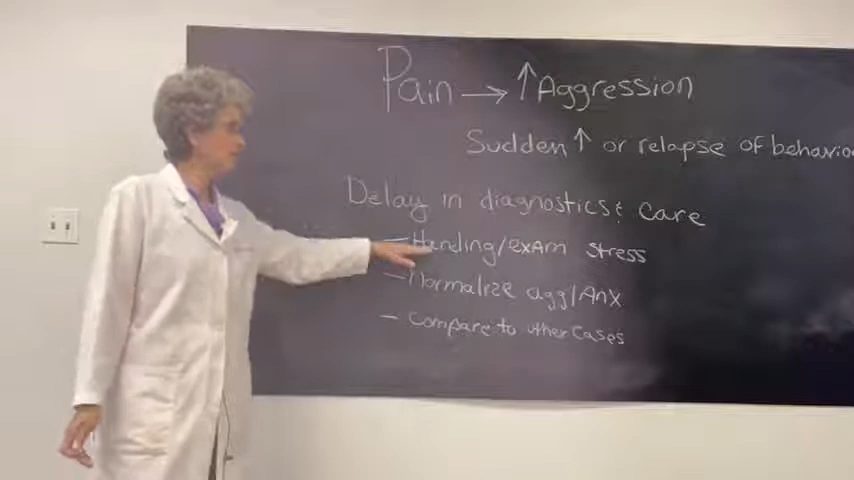 Pain → ↑ Aggression
Sudden ↑ or relapse of behavio
Delay in diagnostics & care
- Handling/exam stress
- Normalize agg/Anx
- Compare to other cases